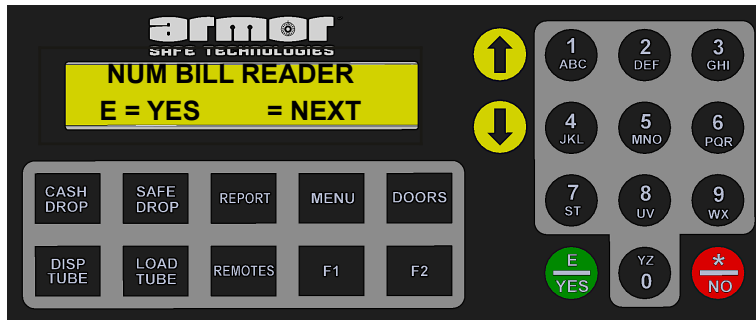 armor
SAFE TECHNOLOGIES
NUM BILL READER
E = YES = NEXT
CASH DROP
SAFE DROP
REPORT
MENU
DOORS
DISP TUBE
LOAD TUBE
REMOTES
F1
F2
1 ABC
2 DEF
3 GHI
4 JKL
5 MNO
6 PQR
7 ST
8 UV
9 WX
E YES
YZ 0
* NO